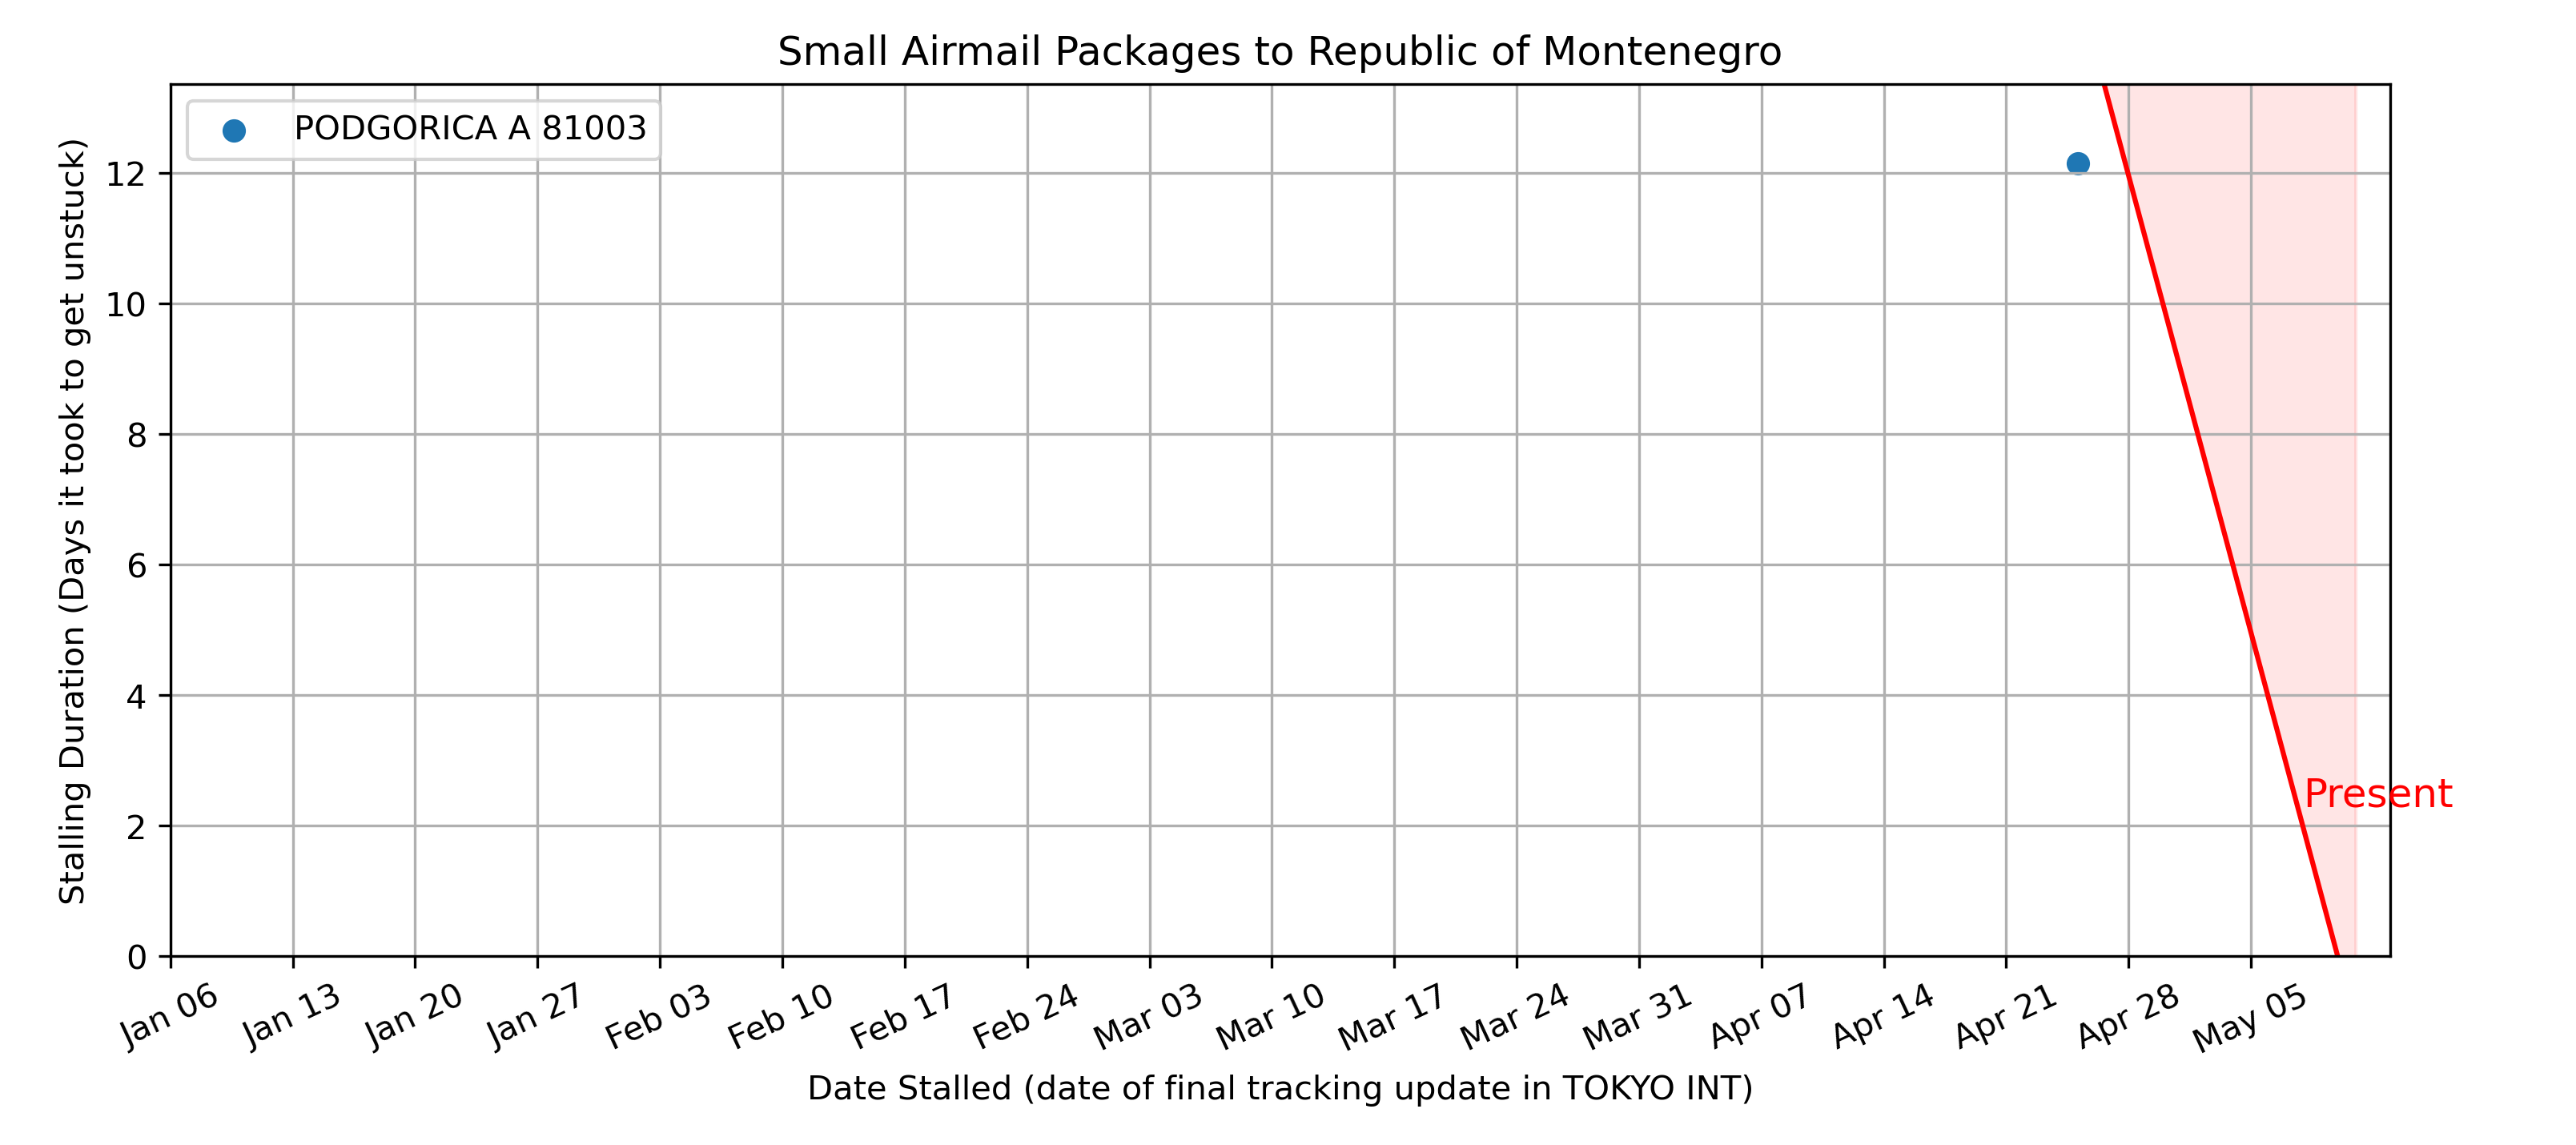 Small Airmail Packages to Republic of Montenegro
PODGORICA A 81003
Stalling Duration (Days it took to get unstuck)
12
10
8
6
4
2
0
Present
Jan 06
Jan 13
Jan 20
Jan 27
Feb 03
Feb 10
Feb 17
Feb 24
Mar 03
Mar 10
Mar 17
Mar 24
Mar 31
Apr 07
Apr 14
Apr 21
Apr 28
May 05
Date Stalled (date of final tracking update in TOKYO INT)